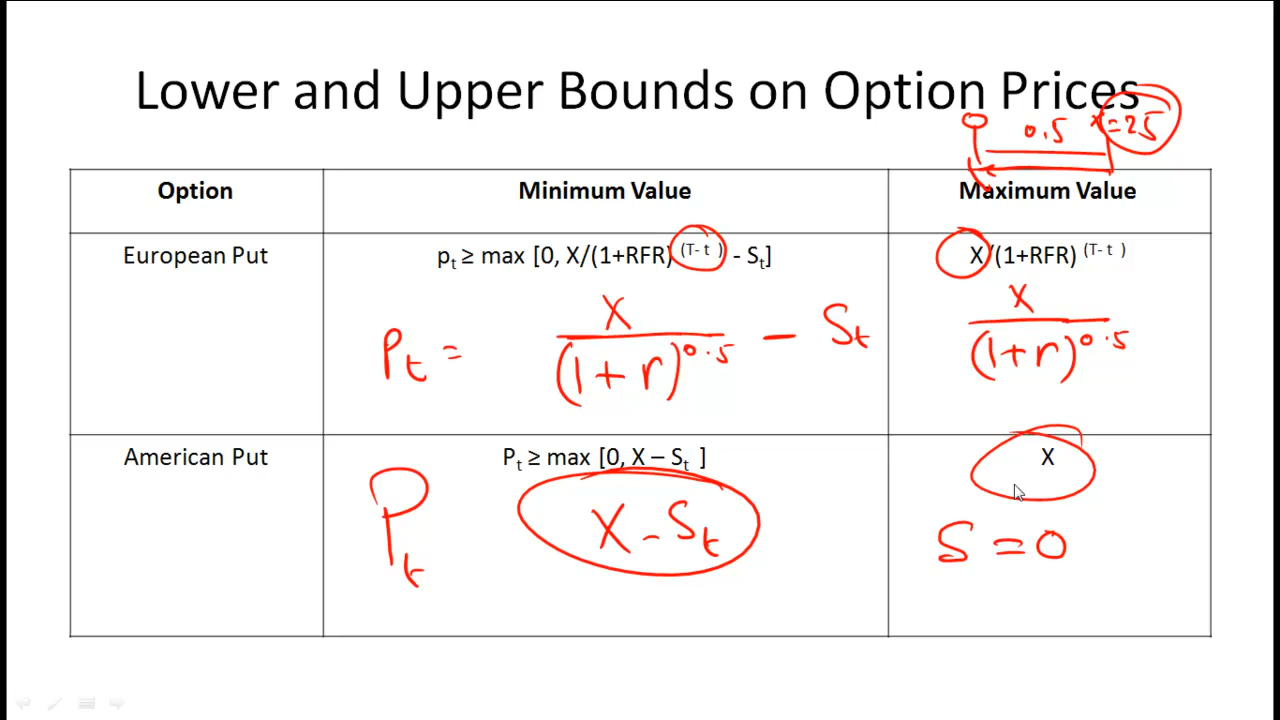 Lower and Upper Bounds on Option Prices
0.5 x=25
Option Minimum Value Maximum Value
European Put pt ≥ max [0, X/(1+RFR) (T- t ) - St] X/(1+RFR) (T- t )
Pt = X/(1+r)^0.5 - St X/(1+r)^0.5
American Put Pt ≥ max [0, X – St ] X
Pt X - St S = 0